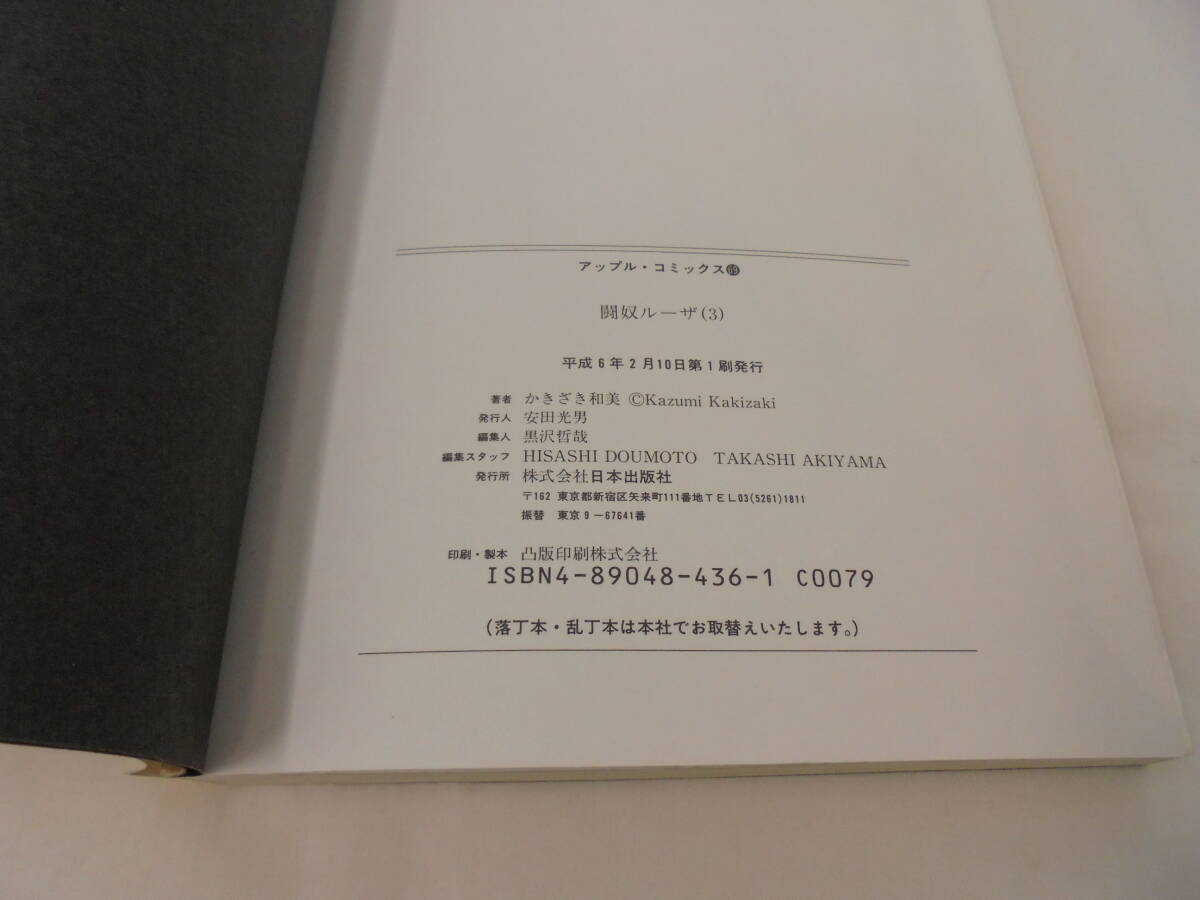 アップル・コミックス69
闘奴ルーザ(3)
平成6年2月10日第1刷発行
著者 かきざき和美 ©Kazumi Kakizaki
発行人 安田光男
編集人 黒沢哲哉
編集スタッフ HISASHI DOUMOTO TAKASHI AKIYAMA
発行所 株式会社日本出版社
〒162 東京都新宿区矢来町111番地TEL03(5261)1811
振替 東京9-67641番
印刷・製本 凸版印刷株式会社
ISBN4-89048-436-1 C0079
(落丁本・乱丁本は本社でお取替えいたします。)